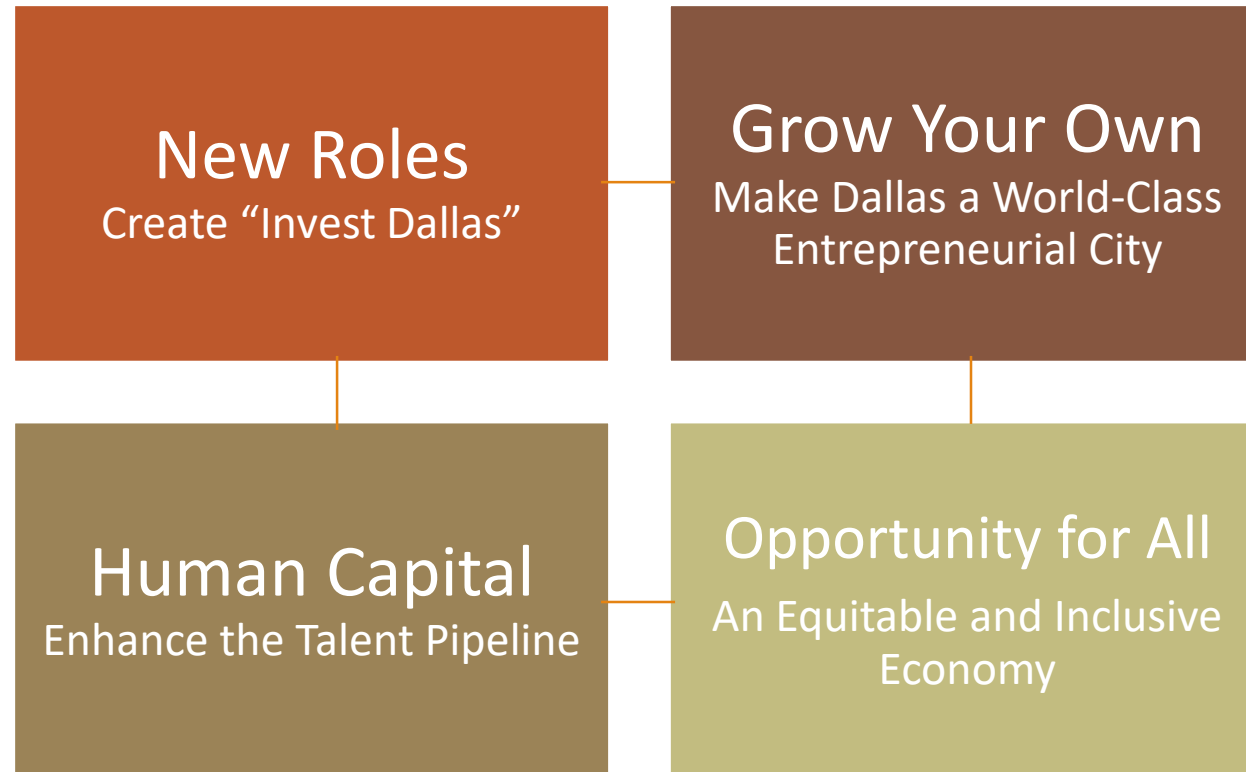 New Roles
Create “Invest Dallas”
Grow Your Own
Make Dallas a World-Class
Entrepreneurial City
Human Capital
Enhance the Talent Pipeline
Opportunity for All
An Equitable and Inclusive
Economy